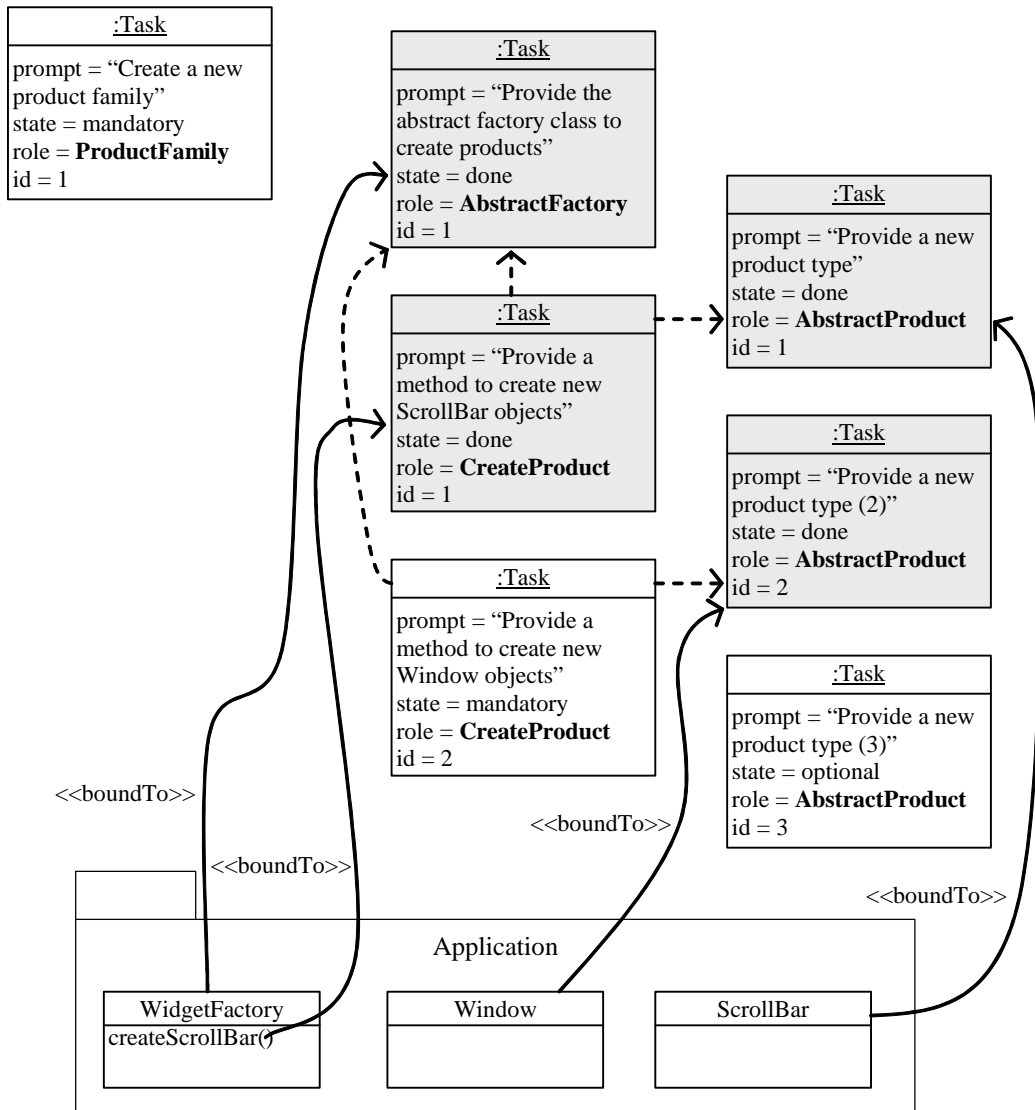 :Task
prompt = “Create a new
product family”
state = mandatory
role = ProductFamily
id = 1
:Task
prompt = “Provide the
abstract factory class to
create products”
state = done
role = AbstractFactory
id = 1
:Task
prompt = “Provide a new
product type”
state = done
role = AbstractProduct
id = 1
:Task
prompt = “Provide a
method to create new
ScrollBar objects”
state = done
role = CreateProduct
id = 1
:Task
prompt = “Provide a new
product type (2)”
state = done
role = AbstractProduct
id = 2
:Task
prompt = “Provide a
method to create new
Window objects”
state = mandatory
role = CreateProduct
id = 2
:Task
prompt = “Provide a new
product type (3)”
state = optional
role = AbstractProduct
id = 3
<<boundTo>>
<<boundTo>>
<<boundTo>>
<<boundTo>>
Application
WidgetFactory
createScrollBar()
Window
ScrollBar